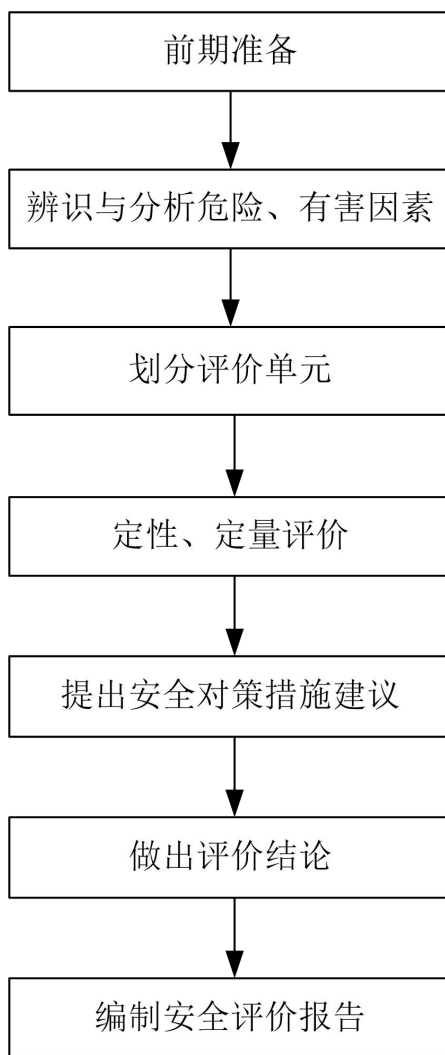 前期准备
辨识与分析危险、有害因素
划分评价单元
定性、定量评价
提出安全对策措施建议
做出评价结论
编制安全评价报告